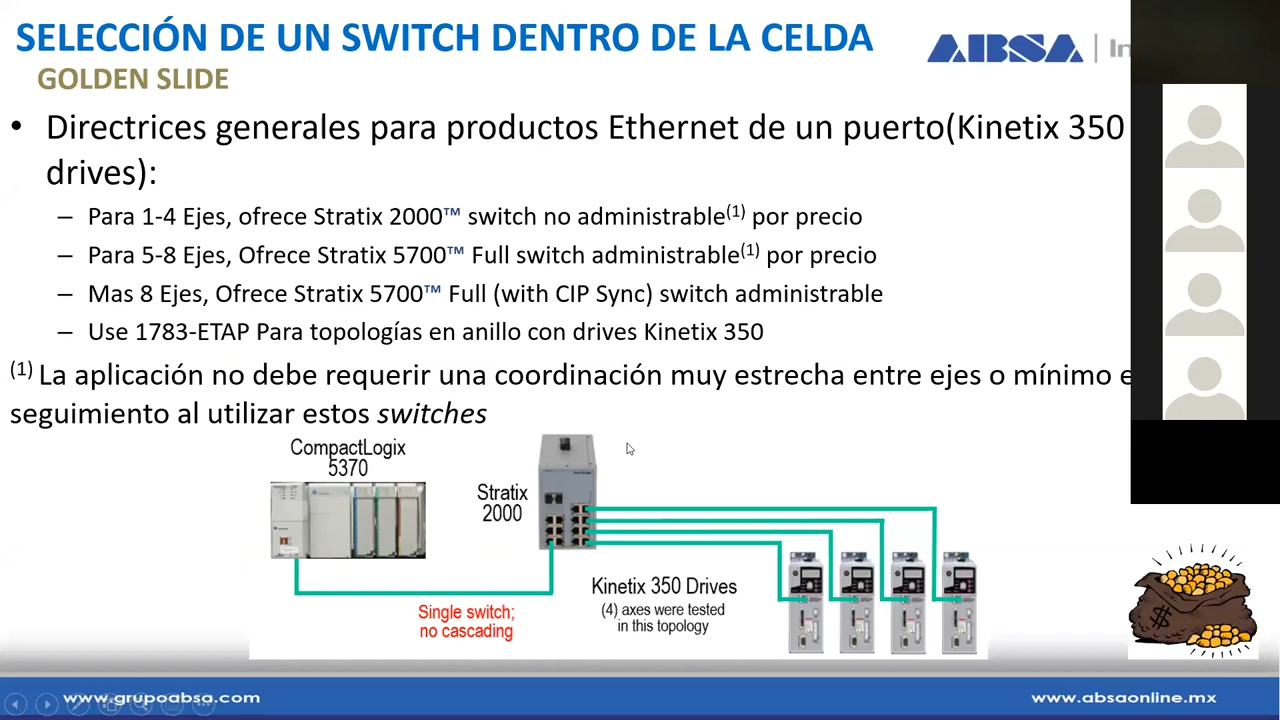 SELECCIÓN DE UN SWITCH DENTRO DE LA CELDA
ABSA | In
GOLDEN SLIDE
• Directrices generales para productos Ethernet de un puerto(Kinetix 350
drives):
– Para 1-4 Ejes, ofrece Stratix 2000™ switch no administrable(1) por precio
– Para 5-8 Ejes, Ofrece Stratix 5700™ Full switch administrable(1) por precio
– Mas 8 Ejes, Ofrece Stratix 5700™ Full (with CIP Sync) switch administrable
– Use 1783-ETAP Para topologías en anillo con drives Kinetix 350
(1) La aplicación no debe requerir una coordinación muy estrecha entre ejes o mínimo e
seguimiento al utilizar estos switches
CompactLogix
5370
Stratix
2000
Kinetix 350 Drives
(4) axes were tested
in this topology
Single switch;
no cascading
$
www.grupoabsa.com
www.absaonline.mx